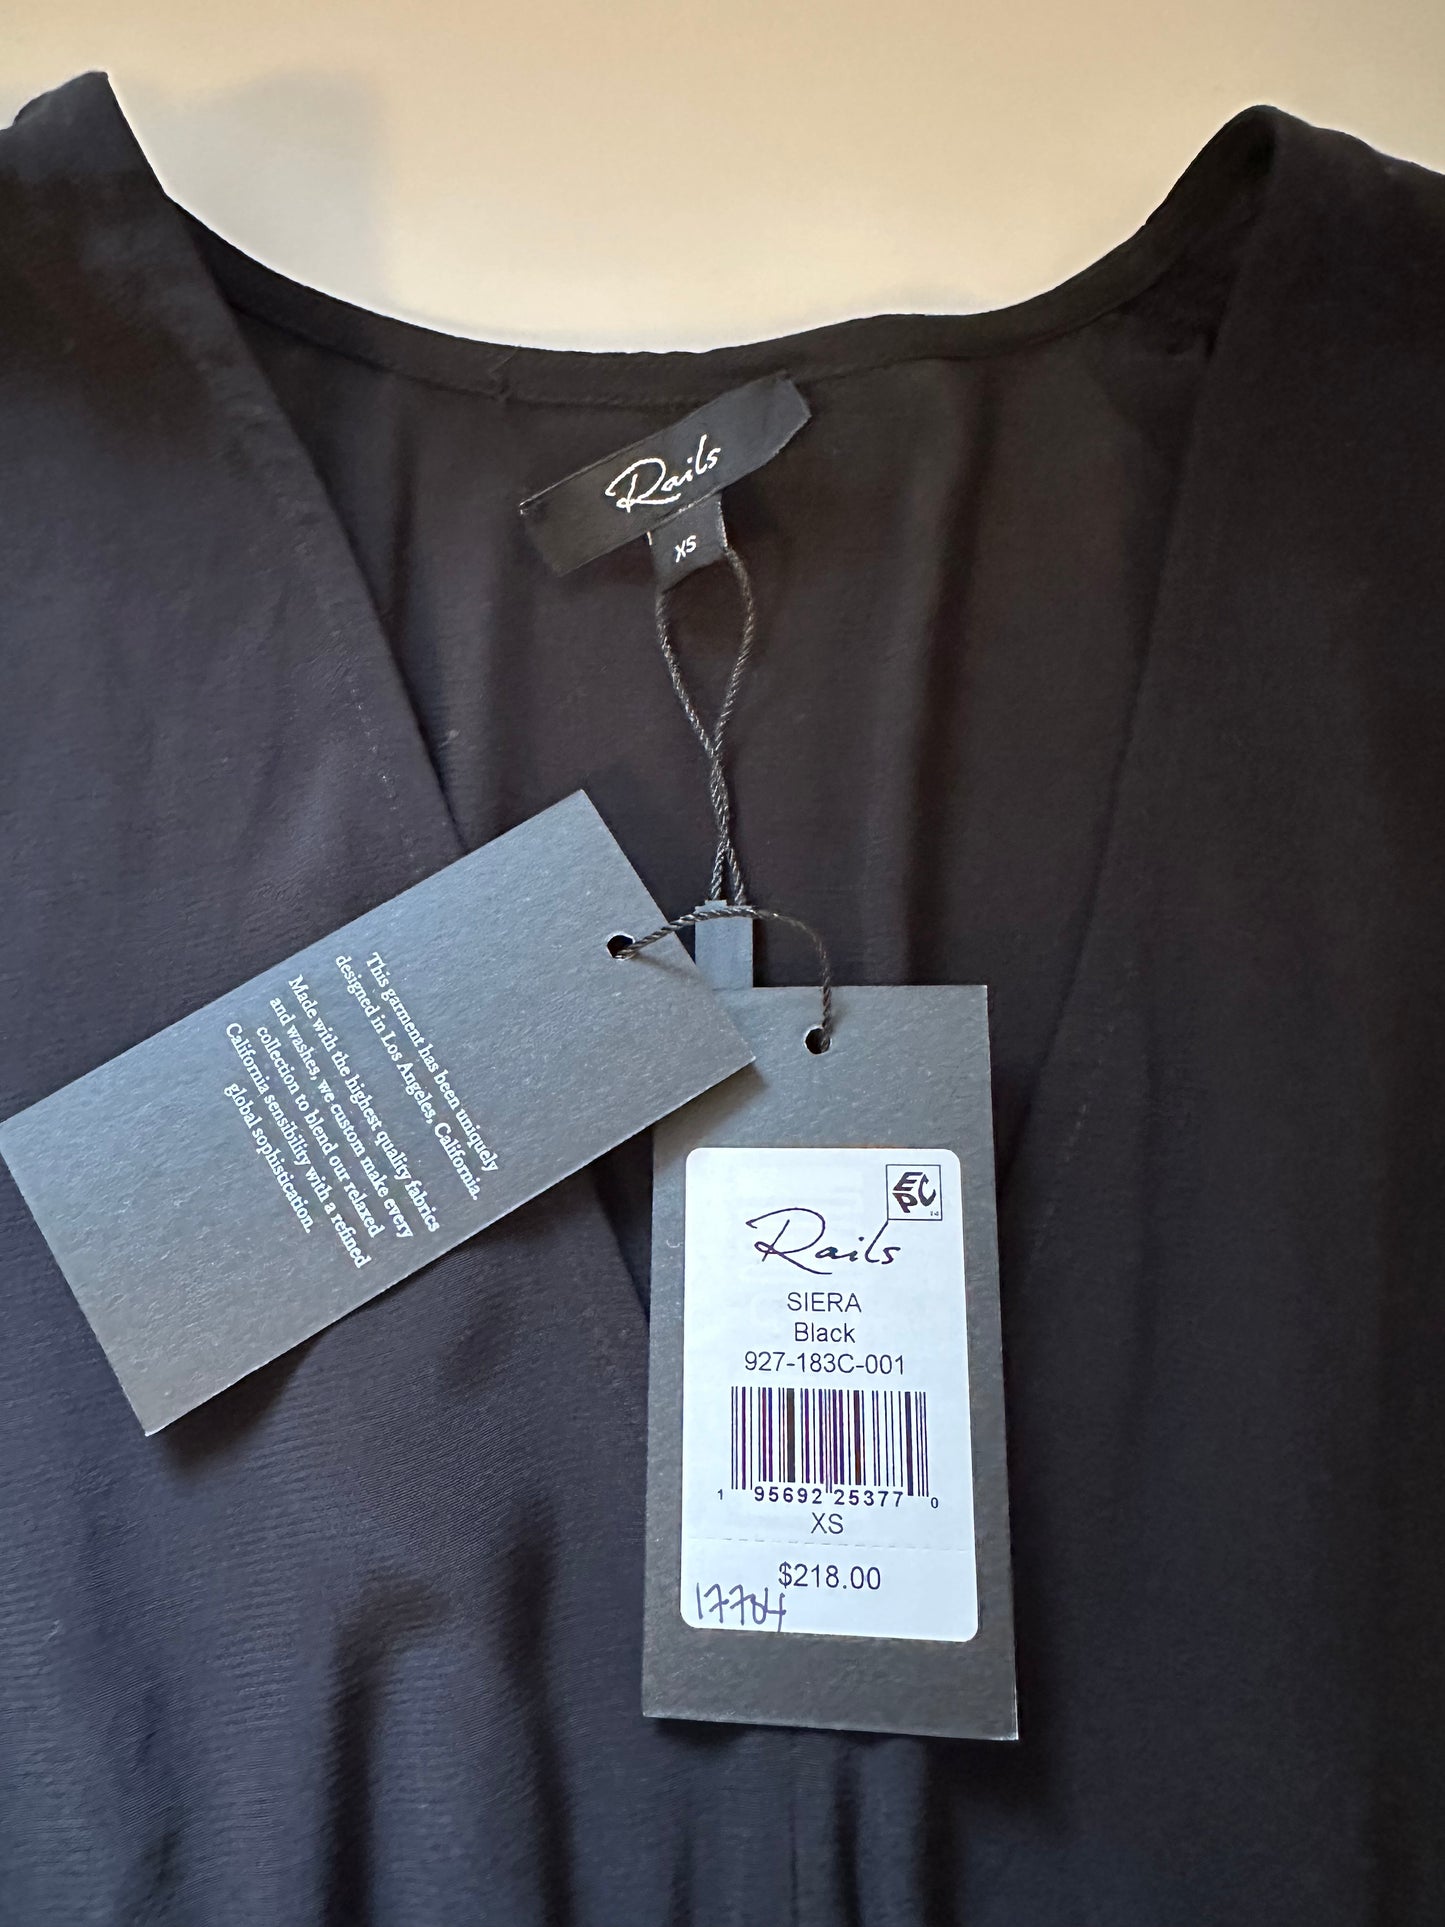 Rails
XS
This garment has been uniquely
designed in Los Angeles, California.
Made with the highest quality fabrics
and washes, we custom make every
collection to blend our relaxed
California sensibility with a refined
global sophistication.
EPC
14
Rails
SIERA
Black
927-183C-001
1 95692 25377 0
XS
$218.00